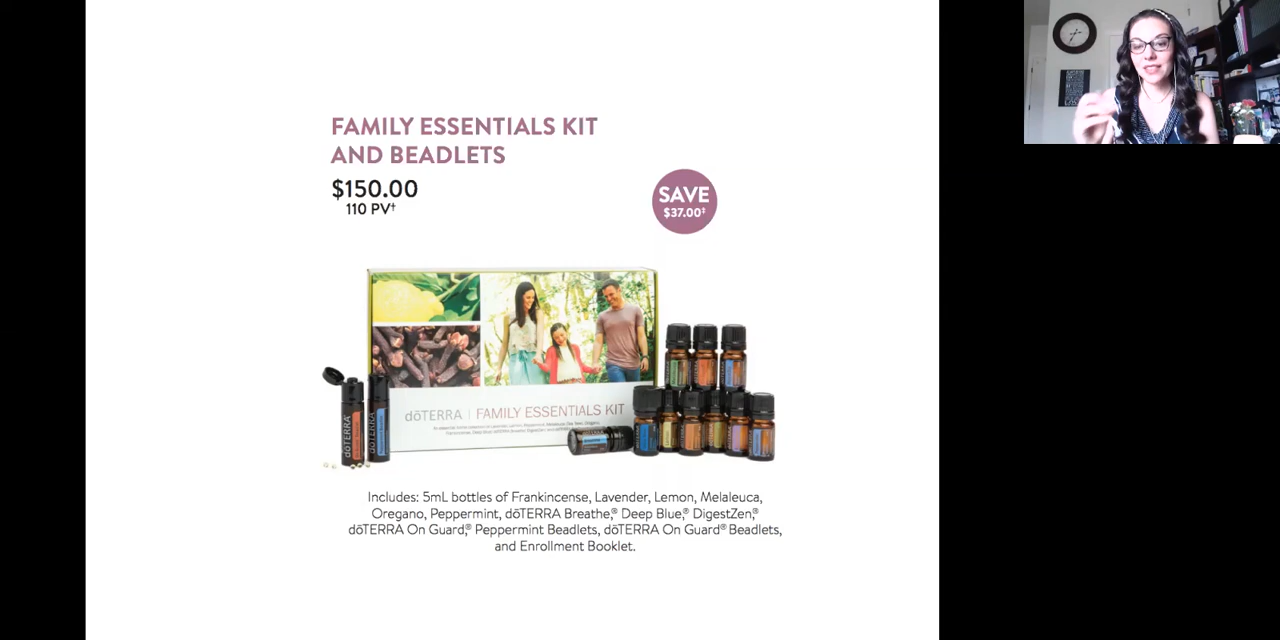 FAMILY ESSENTIALS KIT
AND BEADLETS
$150.00
110 PV†
SAVE
$37.00‡
dōTERRA | FAMILY ESSENTIALS KIT
dōTERRA
dōTERRA
Includes: 5mL bottles of Frankincense, Lavender, Lemon, Melaleuca,
Oregano, Peppermint, dōTERRA Breathe,® Deep Blue,® DigestZen,®
dōTERRA On Guard,® Peppermint Beadlets, dōTERRA On Guard® Beadlets,
and Enrollment Booklet.